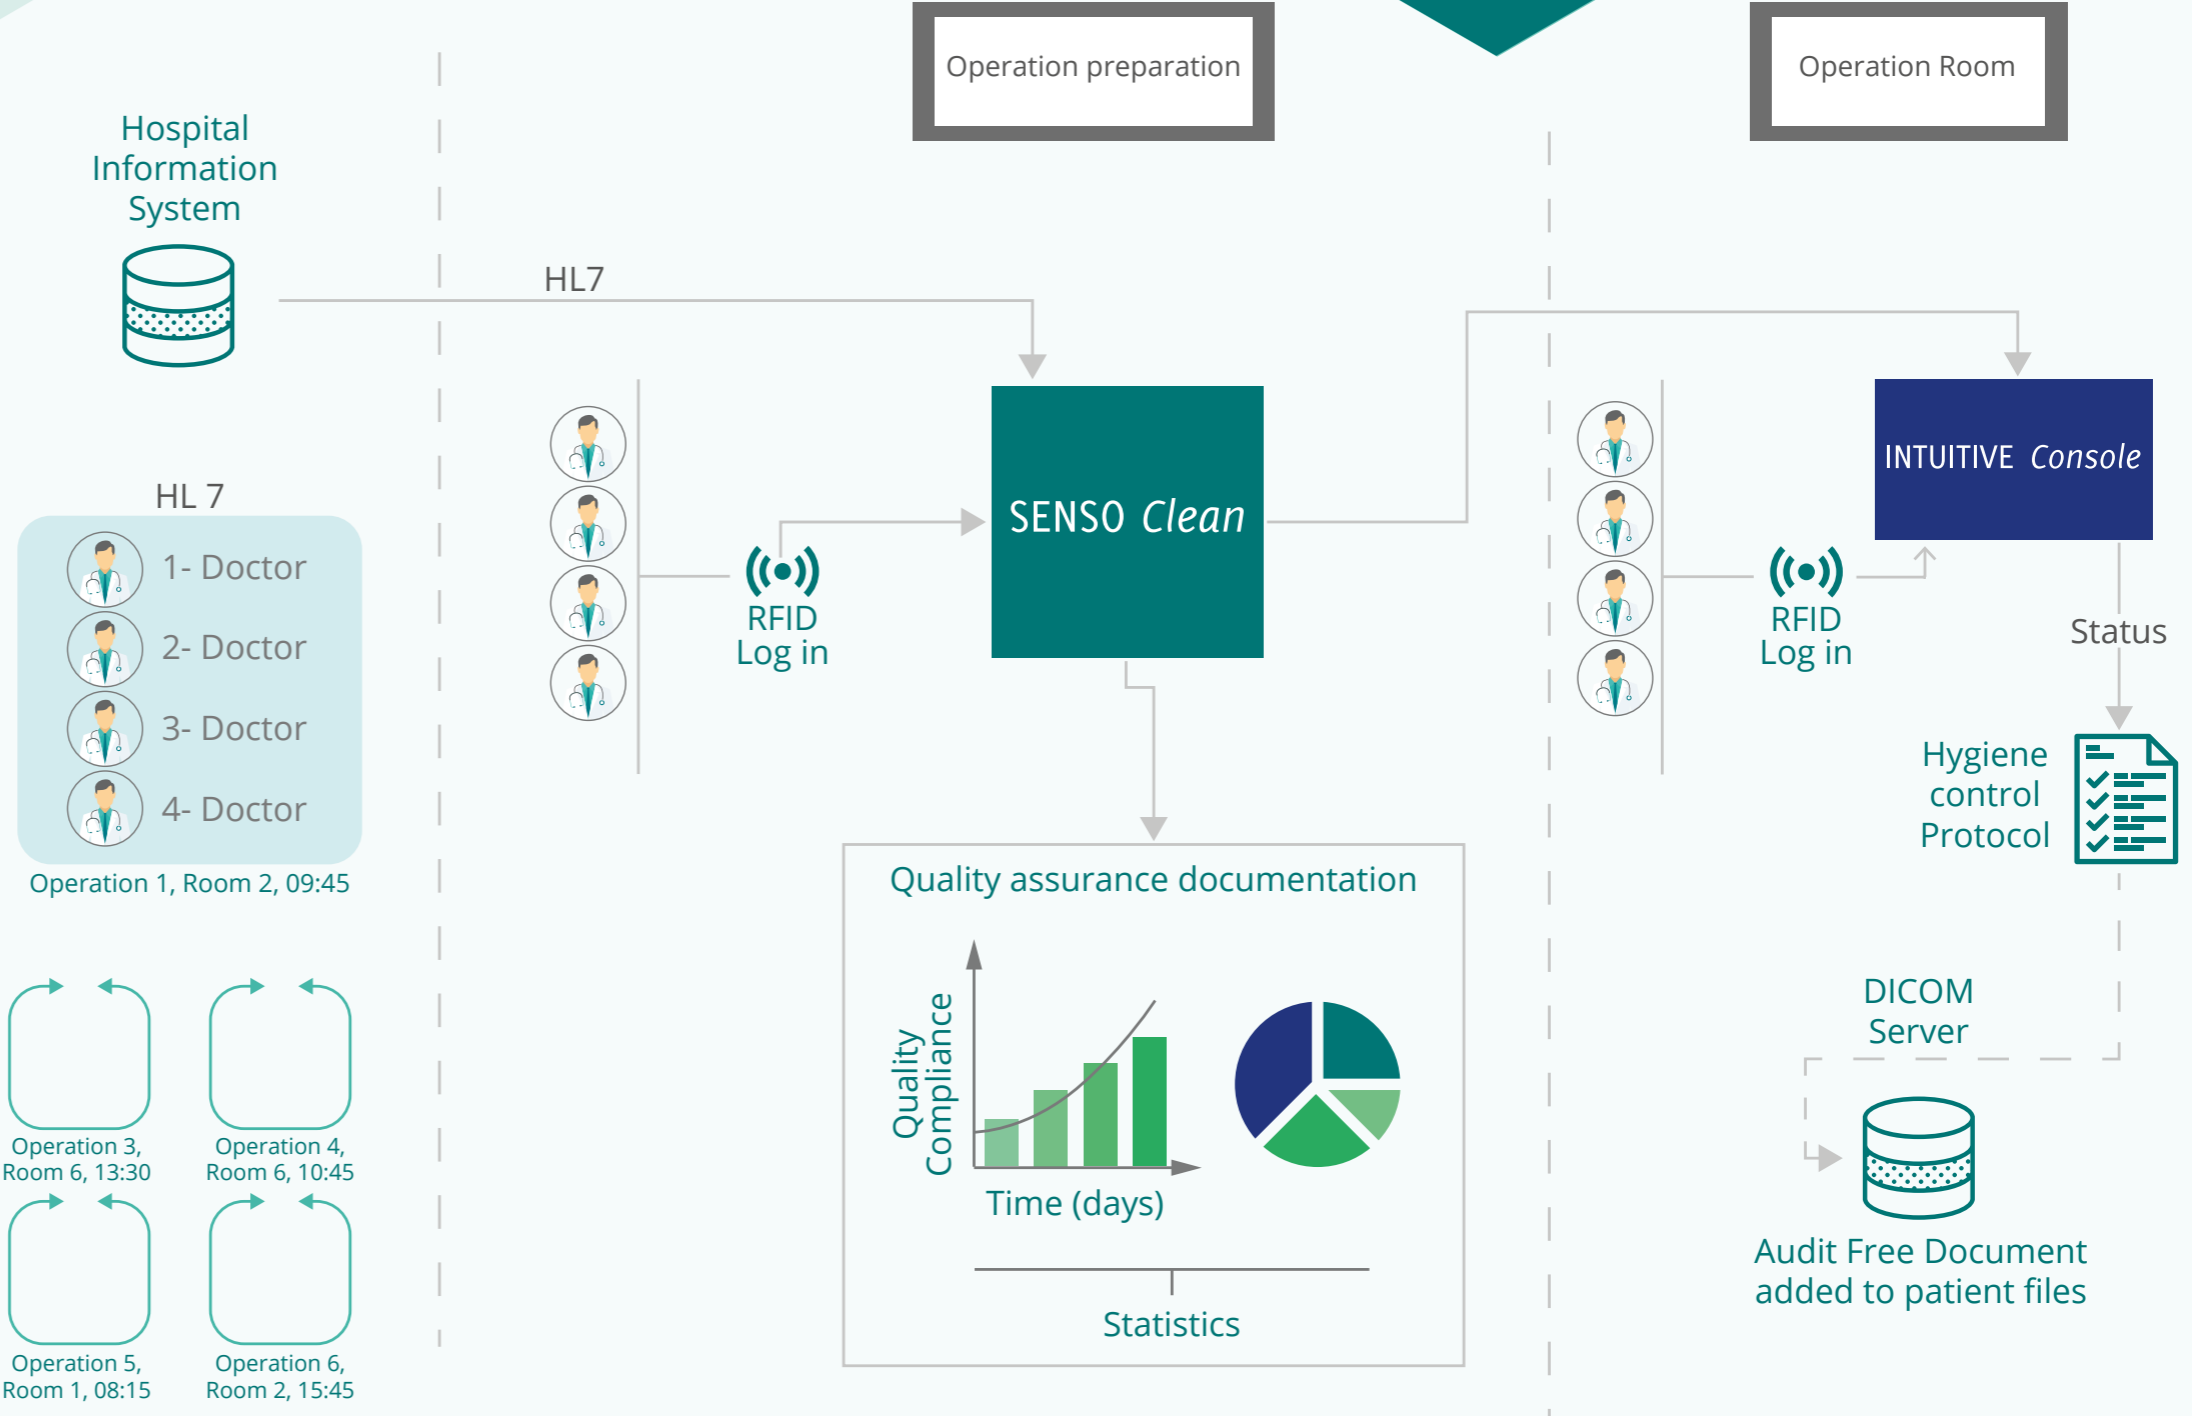 Operation preparation
Operation Room
Hospital
Information
System
HL7
HL 7
1- Doctor
2- Doctor
3- Doctor
4- Doctor
Operation 1, Room 2, 09:45
Operation 3,
Room 6, 13:30
Operation 4,
Room 6, 10:45
Operation 5,
Room 1, 08:15
Operation 6,
Room 2, 15:45
RFID
Log in
SENSO Clean
Quality assurance documentation
Quality
Compliance
Time (days)
Statistics
INTUITIVE Console
RFID
Log in
Status
Hygiene
control
Protocol
DICOM
Server
Audit Free Document
added to patient files